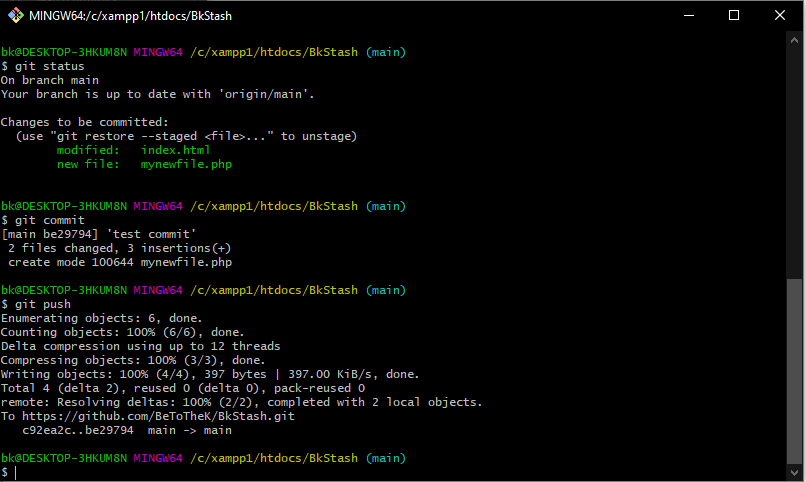 MINGW64:/c/xampp1/htdocs/BkStash
bk@DESKTOP-3HKUM8N MINGW64 /c/xampp1/htdocs/BkStash (main)
$ git status
On branch main
Your branch is up to date with 'origin/main'.
Changes to be committed:
  (use "git restore --staged <file>..." to unstage)
        modified:   index.html
        new file:   mynewfile.php
bk@DESKTOP-3HKUM8N MINGW64 /c/xampp1/htdocs/BkStash (main)
$ git commit
[main be29794] 'test commit'
 2 files changed, 3 insertions(+)
 create mode 100644 mynewfile.php
bk@DESKTOP-3HKUM8N MINGW64 /c/xampp1/htdocs/BkStash (main)
$ git push
Enumerating objects: 6, done.
Counting objects: 100% (6/6), done.
Delta compression using up to 12 threads
Compressing objects: 100% (3/3), done.
Writing objects: 100% (4/4), 397 bytes | 397.00 KiB/s, done.
Total 4 (delta 2), reused 0 (delta 0), pack-reused 0
remote: Resolving deltas: 100% (2/2), completed with 2 local objects.
To https://github.com/BeToTheK/BkStash.git
   c92ea2c..be29794  main -> main
bk@DESKTOP-3HKUM8N MINGW64 /c/xampp1/htdocs/BkStash (main)
$